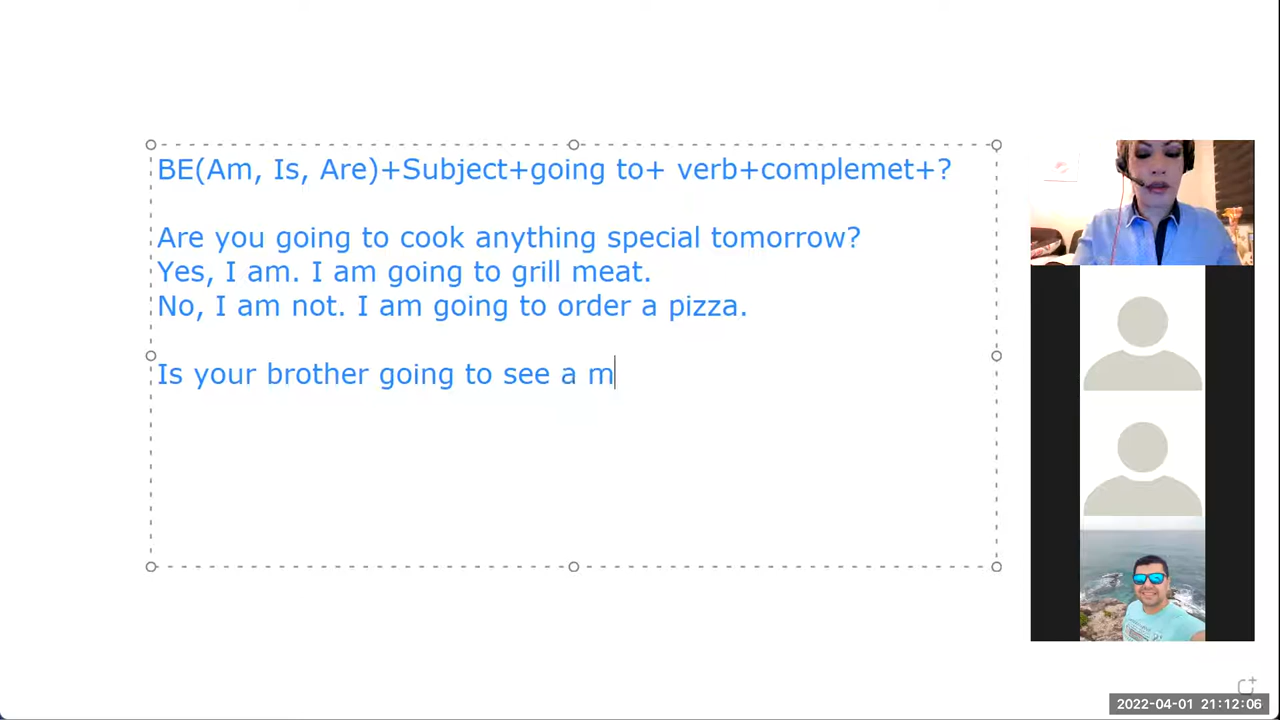 BE(Am, Is, Are)+Subject+going to+ verb+complemet+?
Are you going to cook anything special tomorrow?
Yes, I am. I am going to grill meat.
No, I am not. I am going to order a pizza.
Is your brother going to see a m
2022-04-01 21:12:06